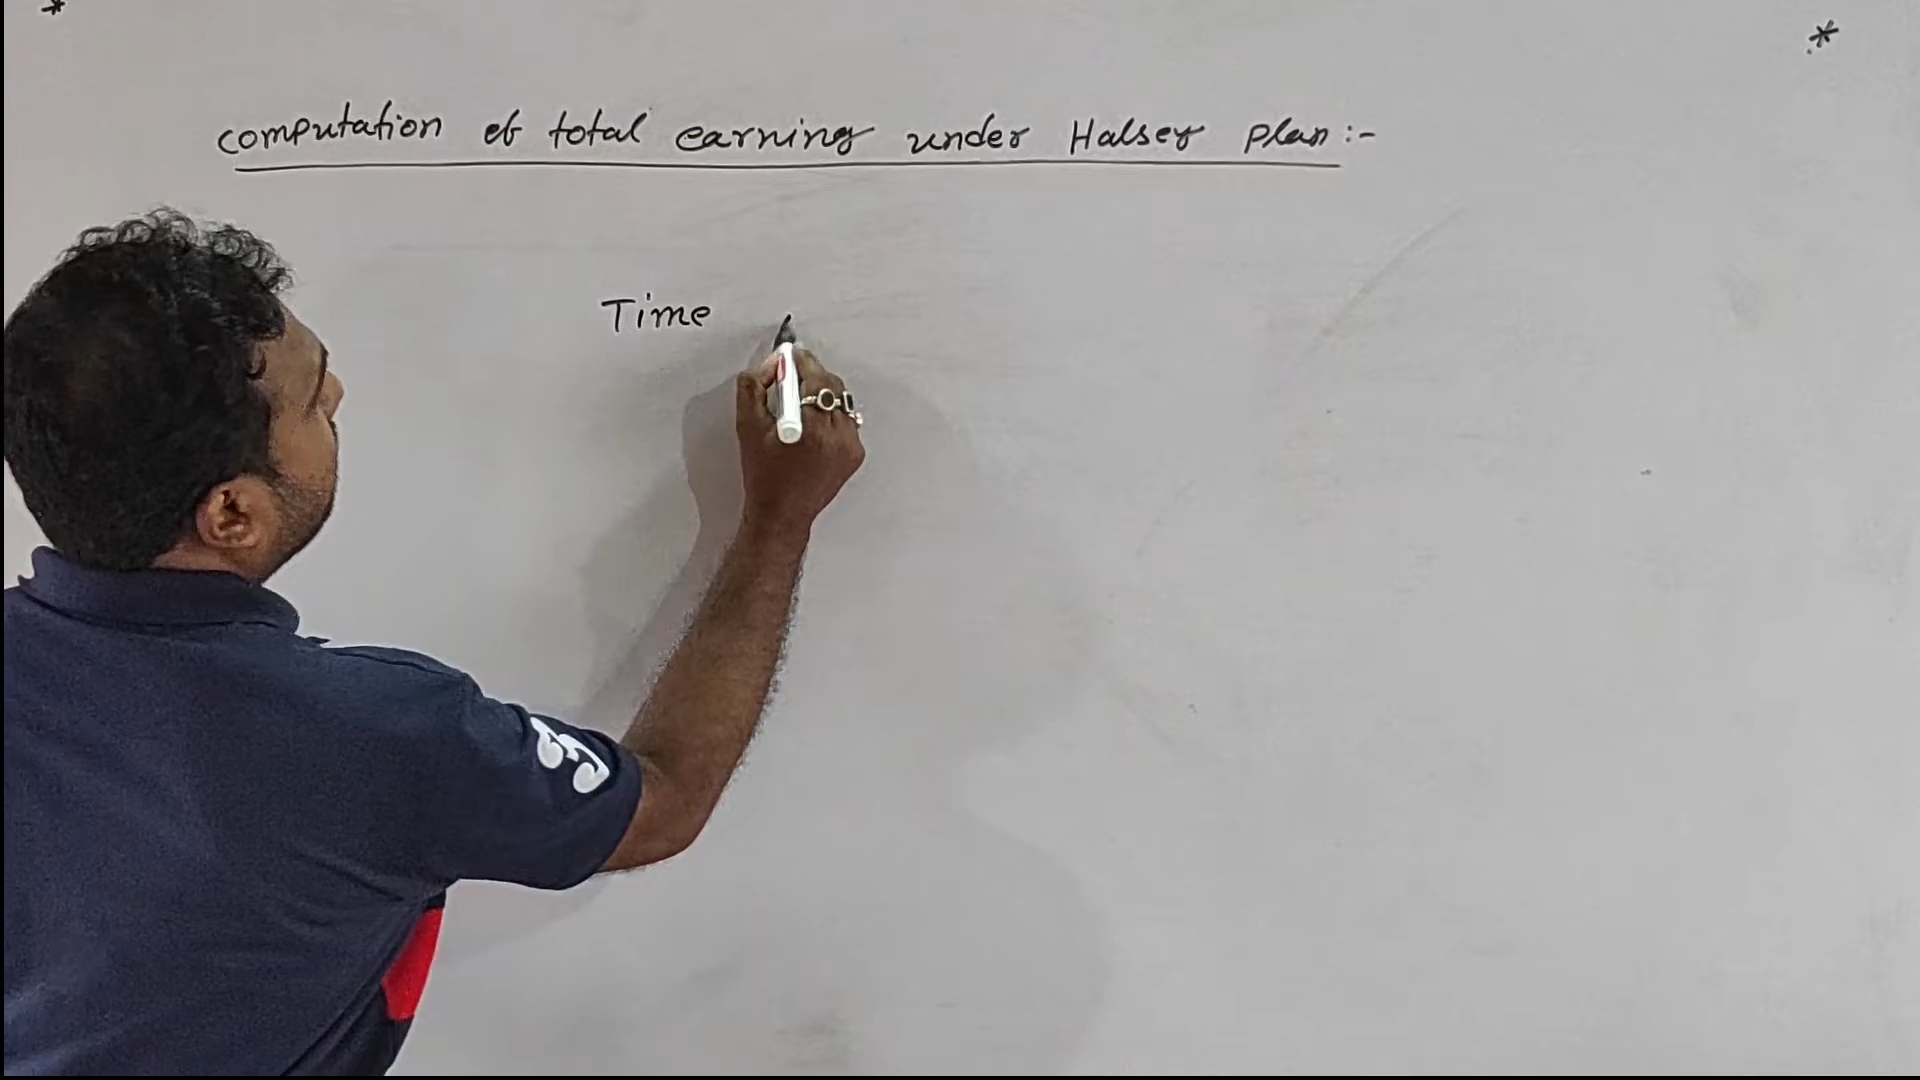 * *
computation of total earning under Halsey plan:-
Time